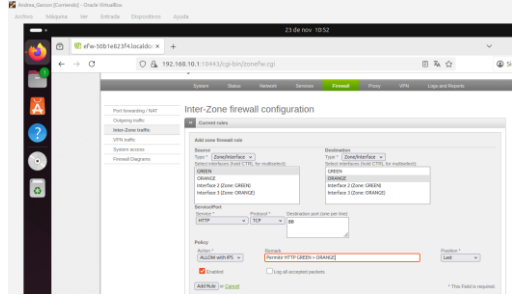 Andrea_Gaston [Corriendo] - Oracle VirtualBox
Archivo Máquina Ver Entrada Dispositivos Ayuda
23 de nov 10:52
efw-50b1e823f4.localdor
192.168.10.1:10443/cgi-bin/zonefw.cgi
System Status Network Services Firewall Proxy VPN Logs and Reports
Port forwarding / NAT
Outgoing traffic
Inter-Zone traffic
VPN traffic
System access
Firewall Diagrams
Inter-Zone firewall configuration
Current rules
Add zone firewall rule
Source
Destination
Type * Zone/Interface
Type * Zone/Interface
Select interfaces (hold CTRL for multiselect)
Select interfaces (hold CTRL for multiselect)
GREEN
ORANGE
Interface 2 (Zone GREEN)
Interface 3 (Zone ORANGE)
GREEN
ORANGE
Interface 2 (Zone GREEN)
Interface 3 (Zone ORANGE)
Service/Port
Service * Protocol * Destination port (one per line)
HTTP TCP 80
Policy
Action * Remark Position *
ALLOW with IPS Permite HTTP GREEN > ORANGE Last
Enabled Log all accepted packets
Add Rule or Cancel * This Field is required.